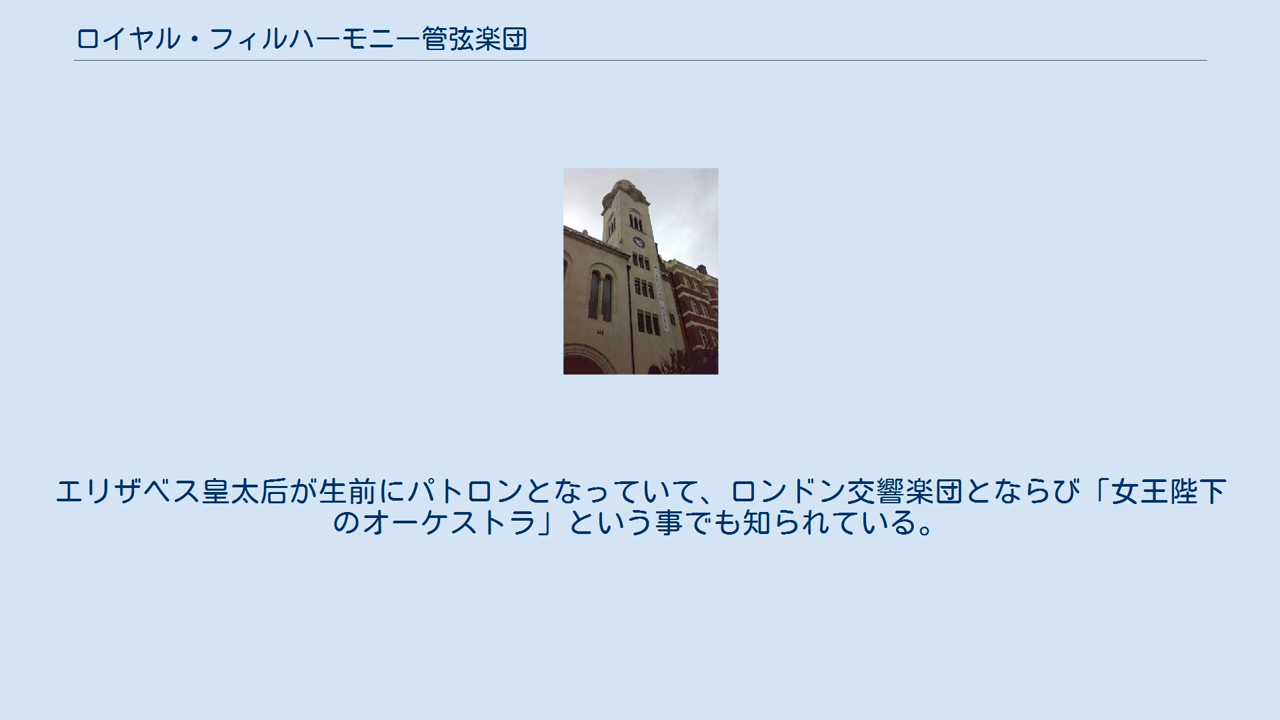 ロイヤル・フィルハーモニー管弦楽団
エリザベス皇太后が生前にパトロンとなっていて、ロンドン交響楽団とならび「女王陛下
のオーケストラ」という事でも知られている。